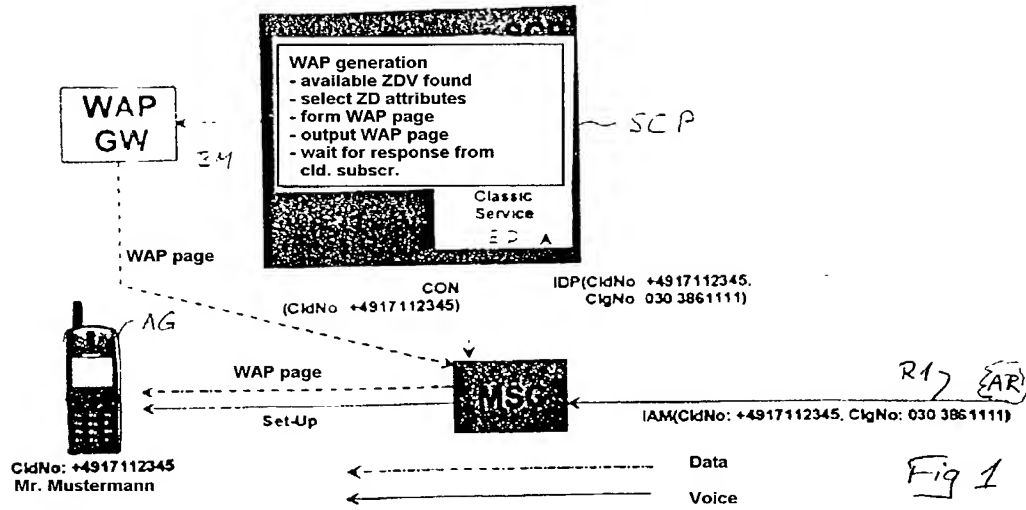 WAP generation
- available ZDV found
- select ZD attributes
- form WAP page
- output WAP page
- wait for response from
cld. subscr.
WAP
GW
SCP
Classic
Service
A
WAP page
CON
(CldNo +4917112345)
IDP(CldNo +4917112345.
ClgNo 030 3861111)
AG
WAP page
MSC
R1
AR
Set-Up
IAM(CldNo: +4917112345, ClgNo: 030 3861111)
CldNo: +4917112345
Mr. Mustermann
Data
Voice
Fig 1